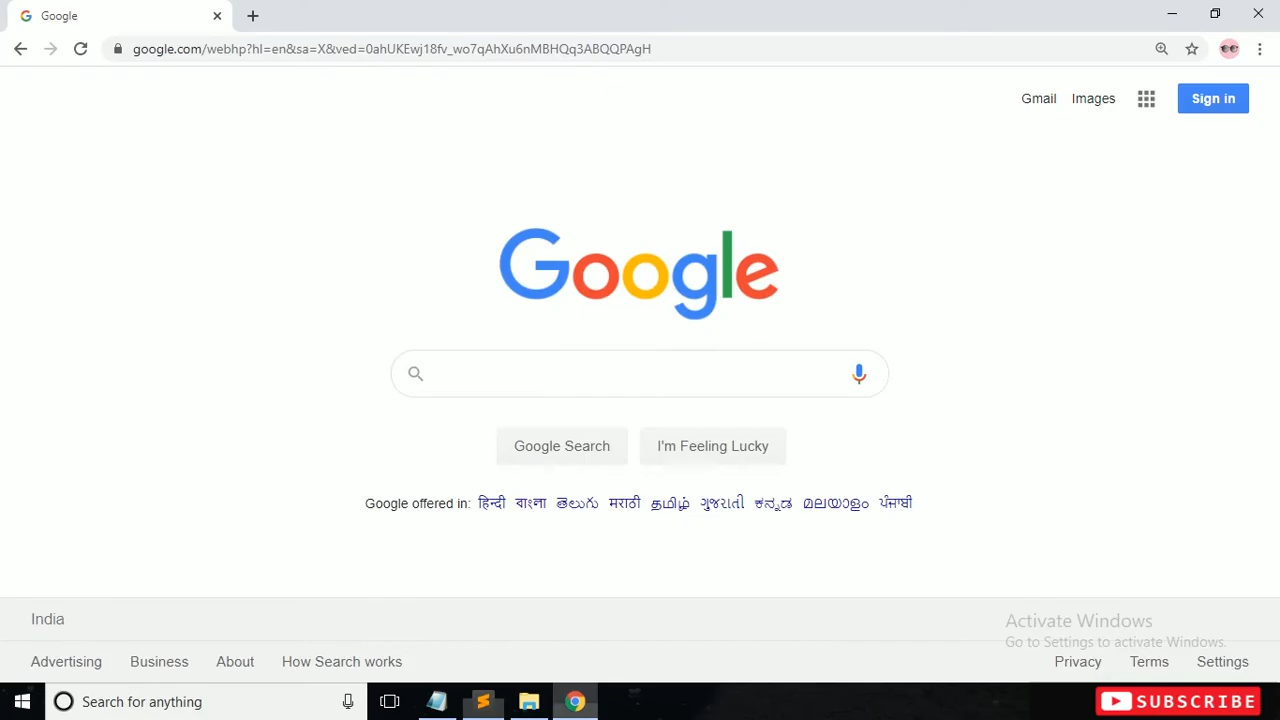 Google
google.com/webhp?hl=en&sa=X&ved=0ahUKEwj18fv_wo7qAhXu6nMBHQq3ABQQPAgH
Gmail Images Sign in
Google
Google Search I'm Feeling Lucky
Google offered in: हिन्दी বাংলা తెలుగు मराठी தமிழ் ગુજરાતી ಕನ್ನಡ മലയാളം ਪੰਜਾਬੀ
India
Activate Windows
Go to Settings to activate Windows.
Advertising Business About How Search works Privacy Terms Settings
Search for anything SUBSCRIBE